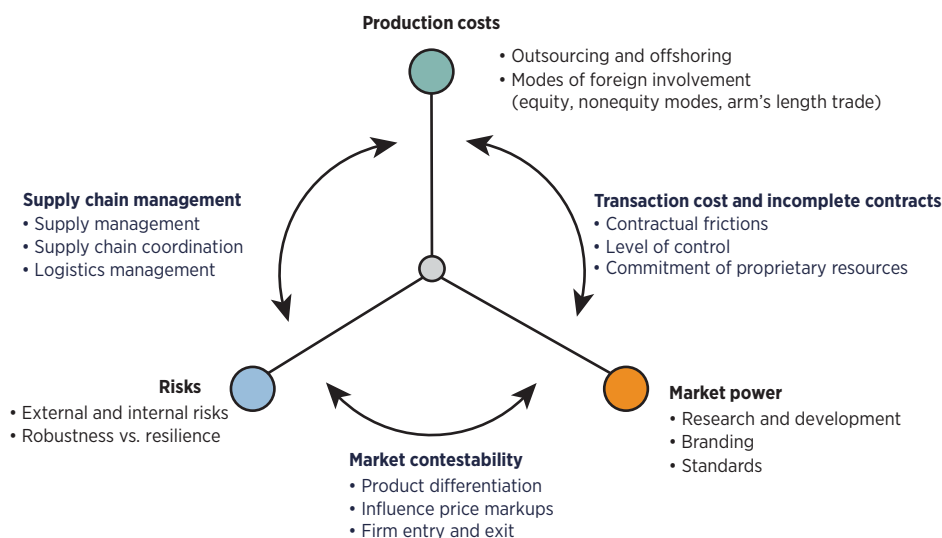 Production costs
• Outsourcing and offshoring
• Modes of foreign involvement
(equity, nonequity modes, arm's length trade)
Supply chain management
• Supply management
• Supply chain coordination
• Logistics management
Transaction cost and incomplete contracts
• Contractual frictions
• Level of control
• Commitment of proprietary resources
Risks
• External and internal risks
• Robustness vs. resilience
Market power
• Research and development
• Branding
• Standards
Market contestability
• Product differentiation
• Influence price markups
• Firm entry and exit